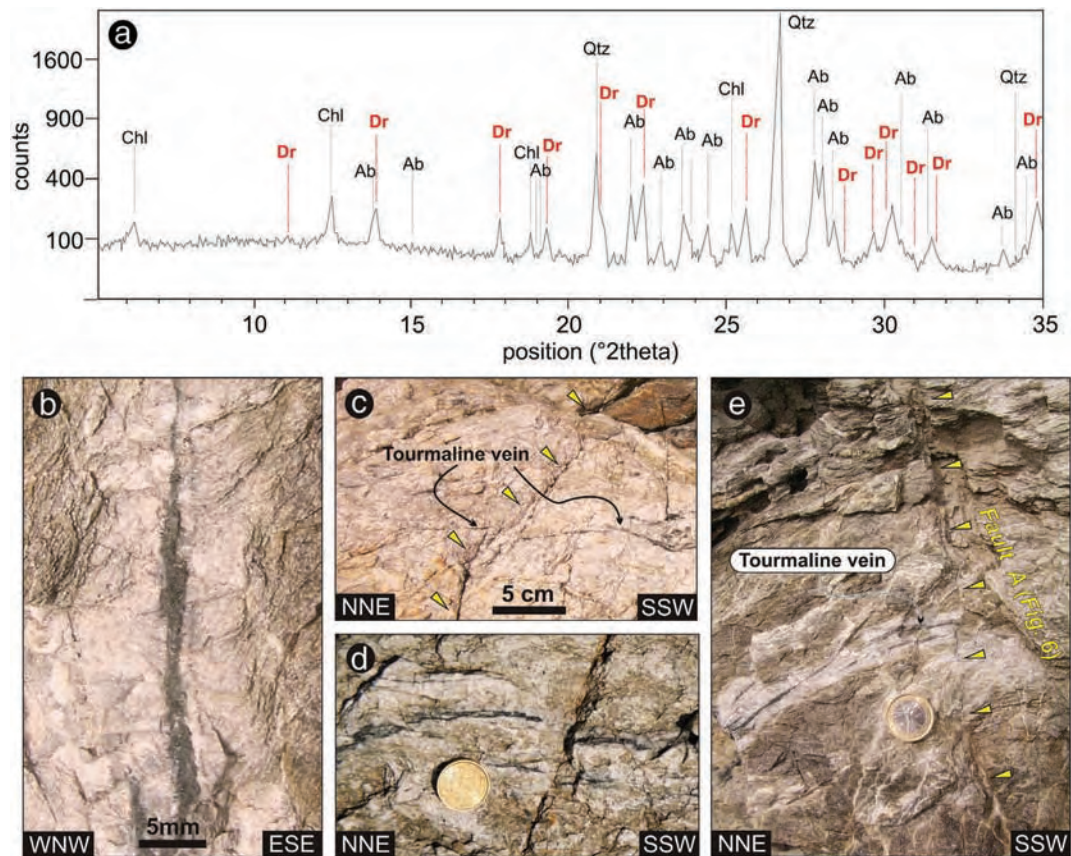 a
counts
1600
900
400
100
Chl
Dr
Chl
Ab
Dr
Ab
Dr
Chl
Ab
Dr
Qtz
Dr
Ab
Dr
Ab
Ab
Ab
Chl
Dr
Qtz
Ab
Ab
Ab
Dr
Dr
Dr
Ab
Dr
Ab
Dr
Ab
Qtz
Ab
Dr
10
15
20
25
30
35
position (°2theta)
b
5mm
WNW
ESE
c
Tourmaline vein
5 cm
NNE
SSW
d
NNE
SSW
e
Tourmaline vein
Fault A (Fig 6)
NNE
SSW